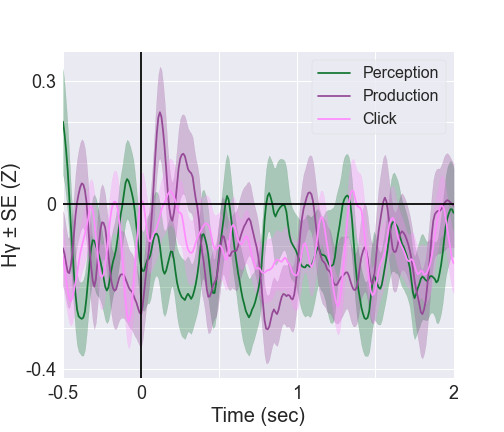 Perception
Production
Click
0.3
0
-0.4
Hγ ± SE (Z)
-0.5 0 1 2
Time (sec)